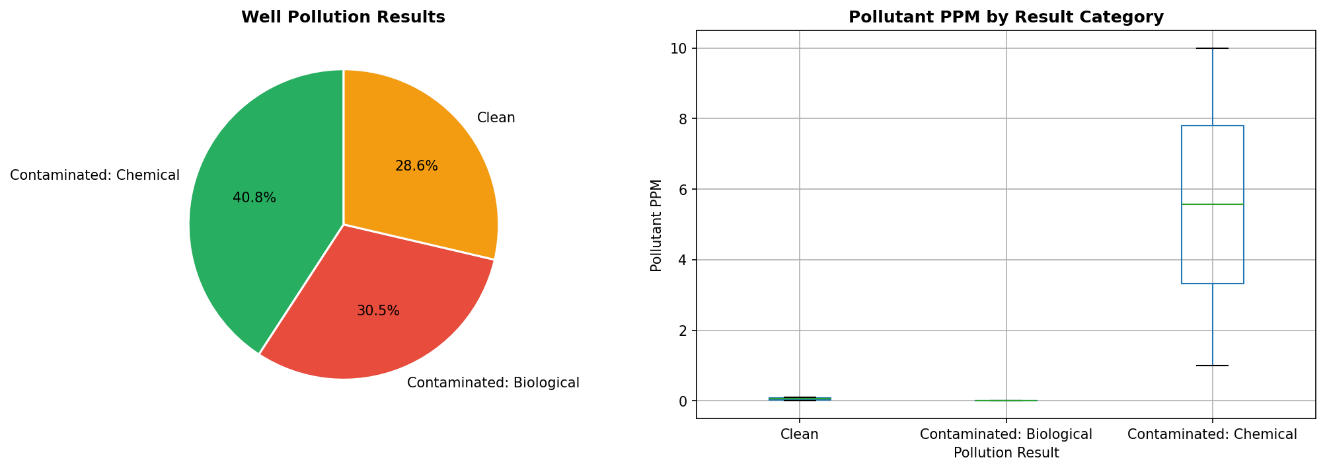 Well Pollution Results
Clean
28.6%
Contaminated: Chemical
40.8%
30.5%
Contaminated: Biological
Pollutant PPM by Result Category
Pollutant PPM
10
8
6
4
2
0
Clean
Contaminated: Biological
Contaminated: Chemical
Pollution Result